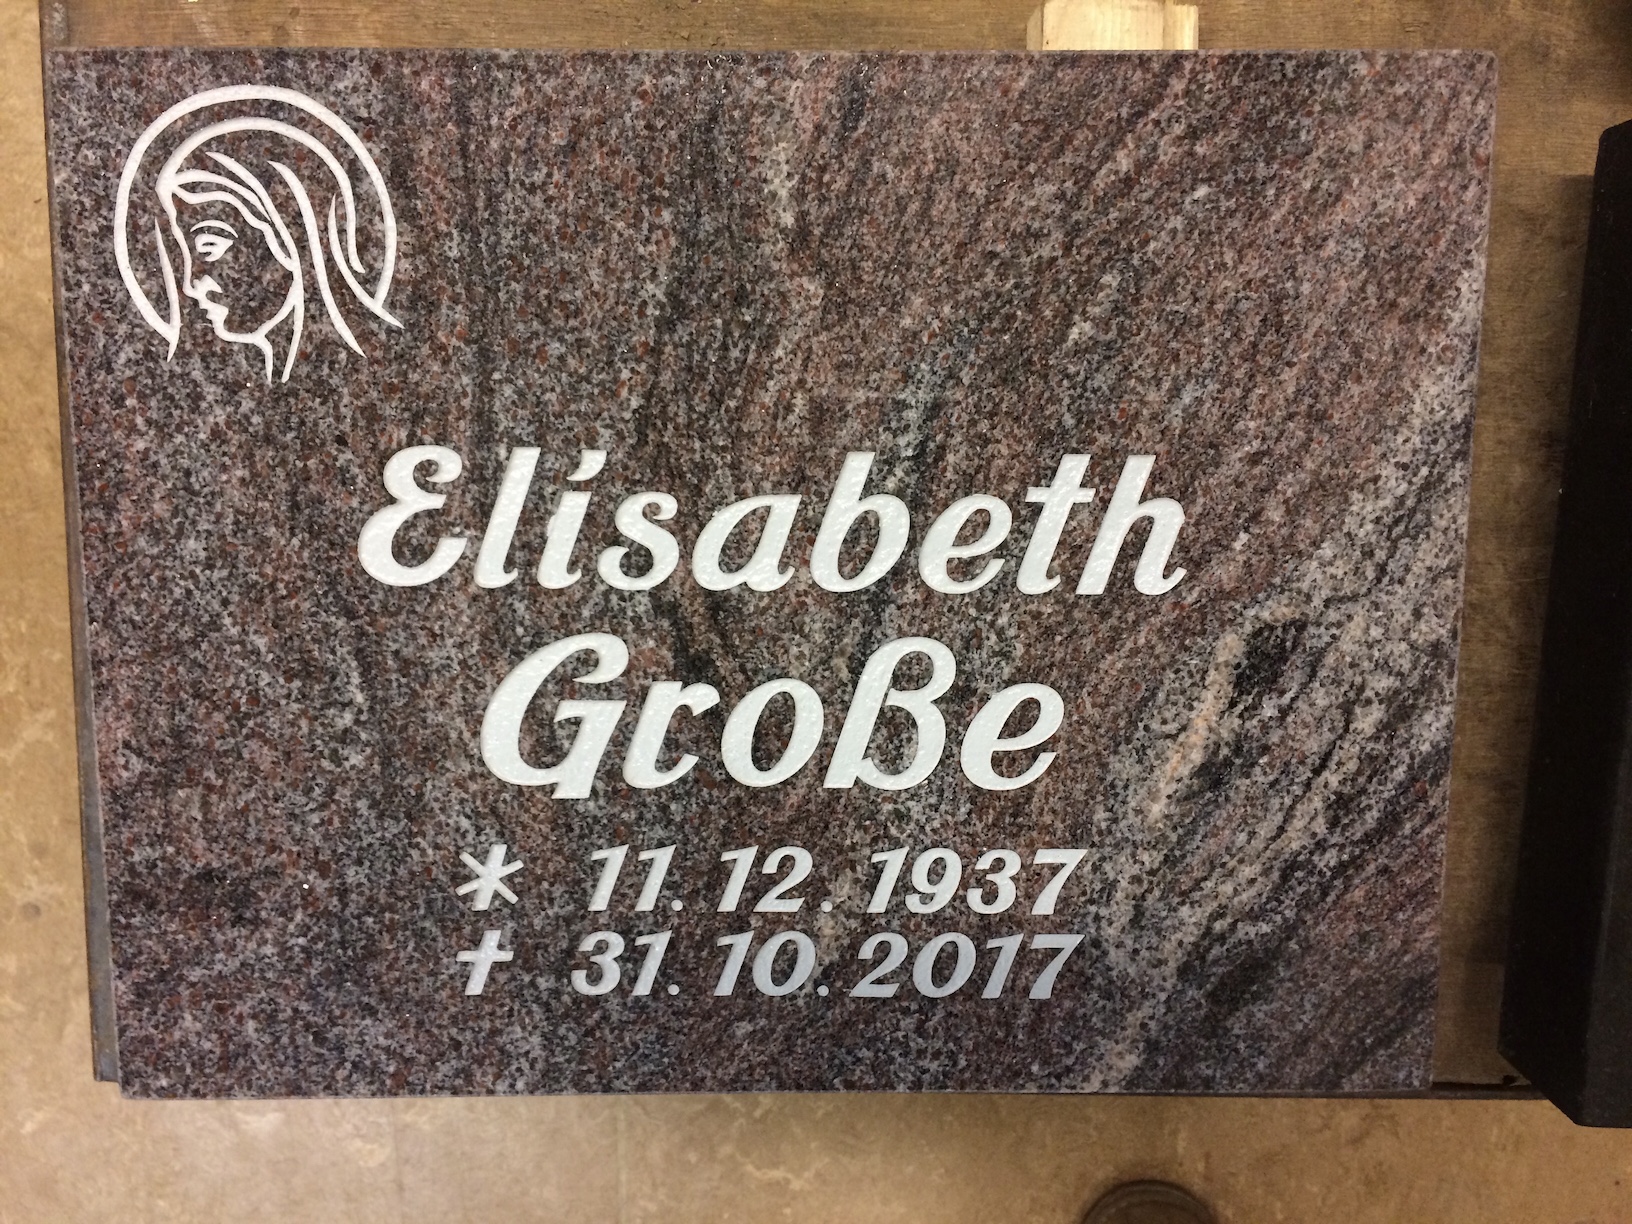 Elisabeth
Große
* 11. 12. 1937
† 31. 10. 2017